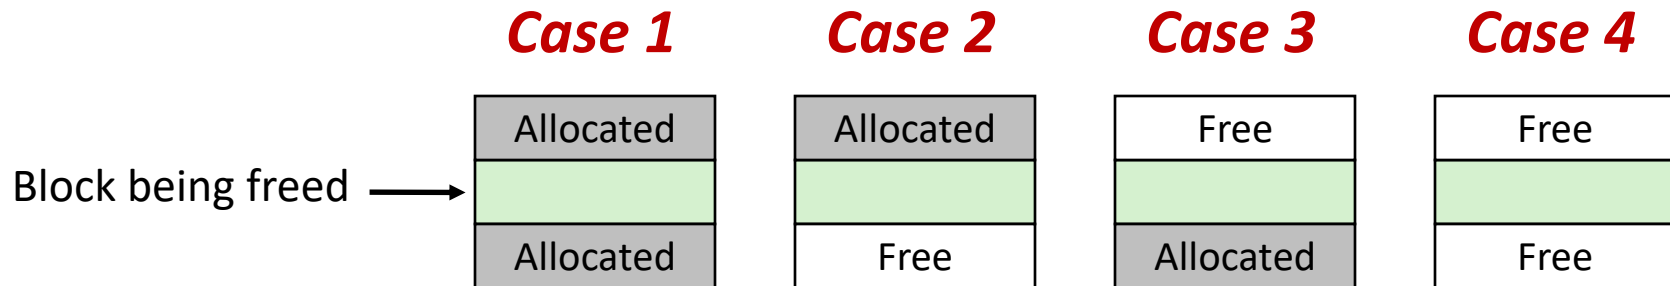 Case 1 Case 2 Case 3 Case 4
Allocated Allocated Free Free
Block being freed
Allocated Free Allocated Free